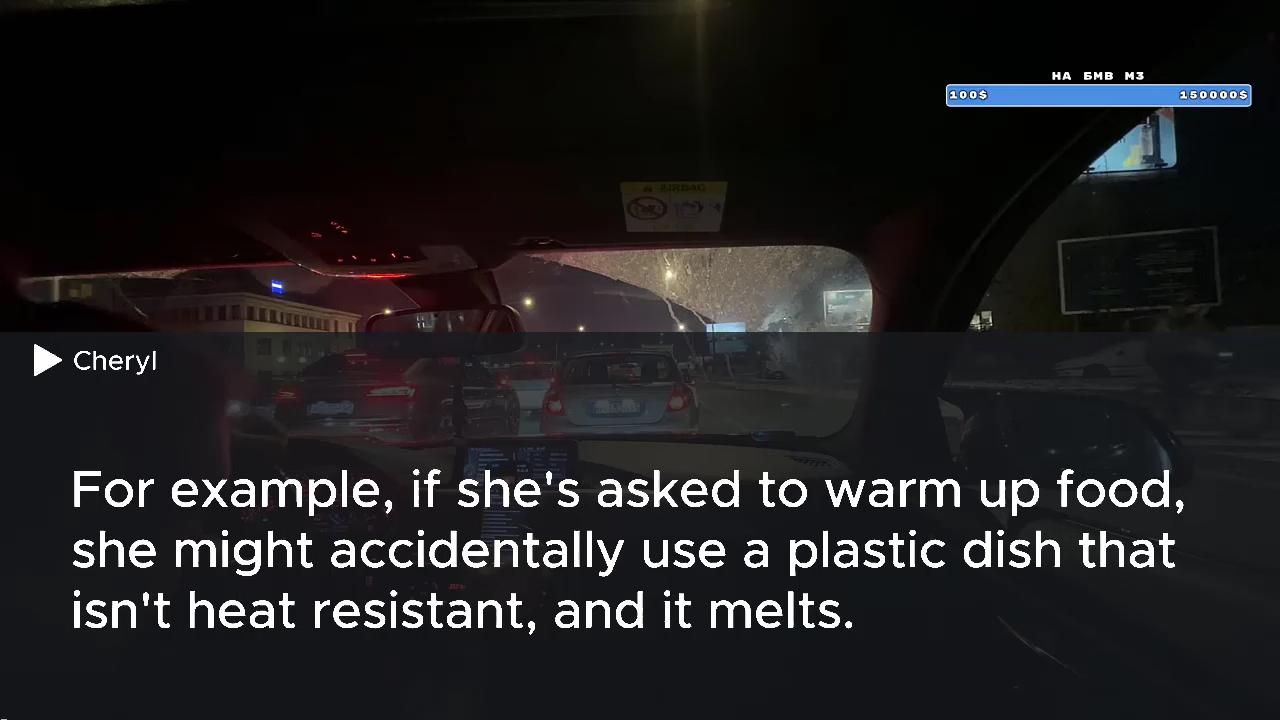 НА БМВ М3
100$ 150000$
AIRBAG
Cheryl
For example, if she's asked to warm up food,
she might accidentally use a plastic dish that
isn't heat resistant, and it melts.